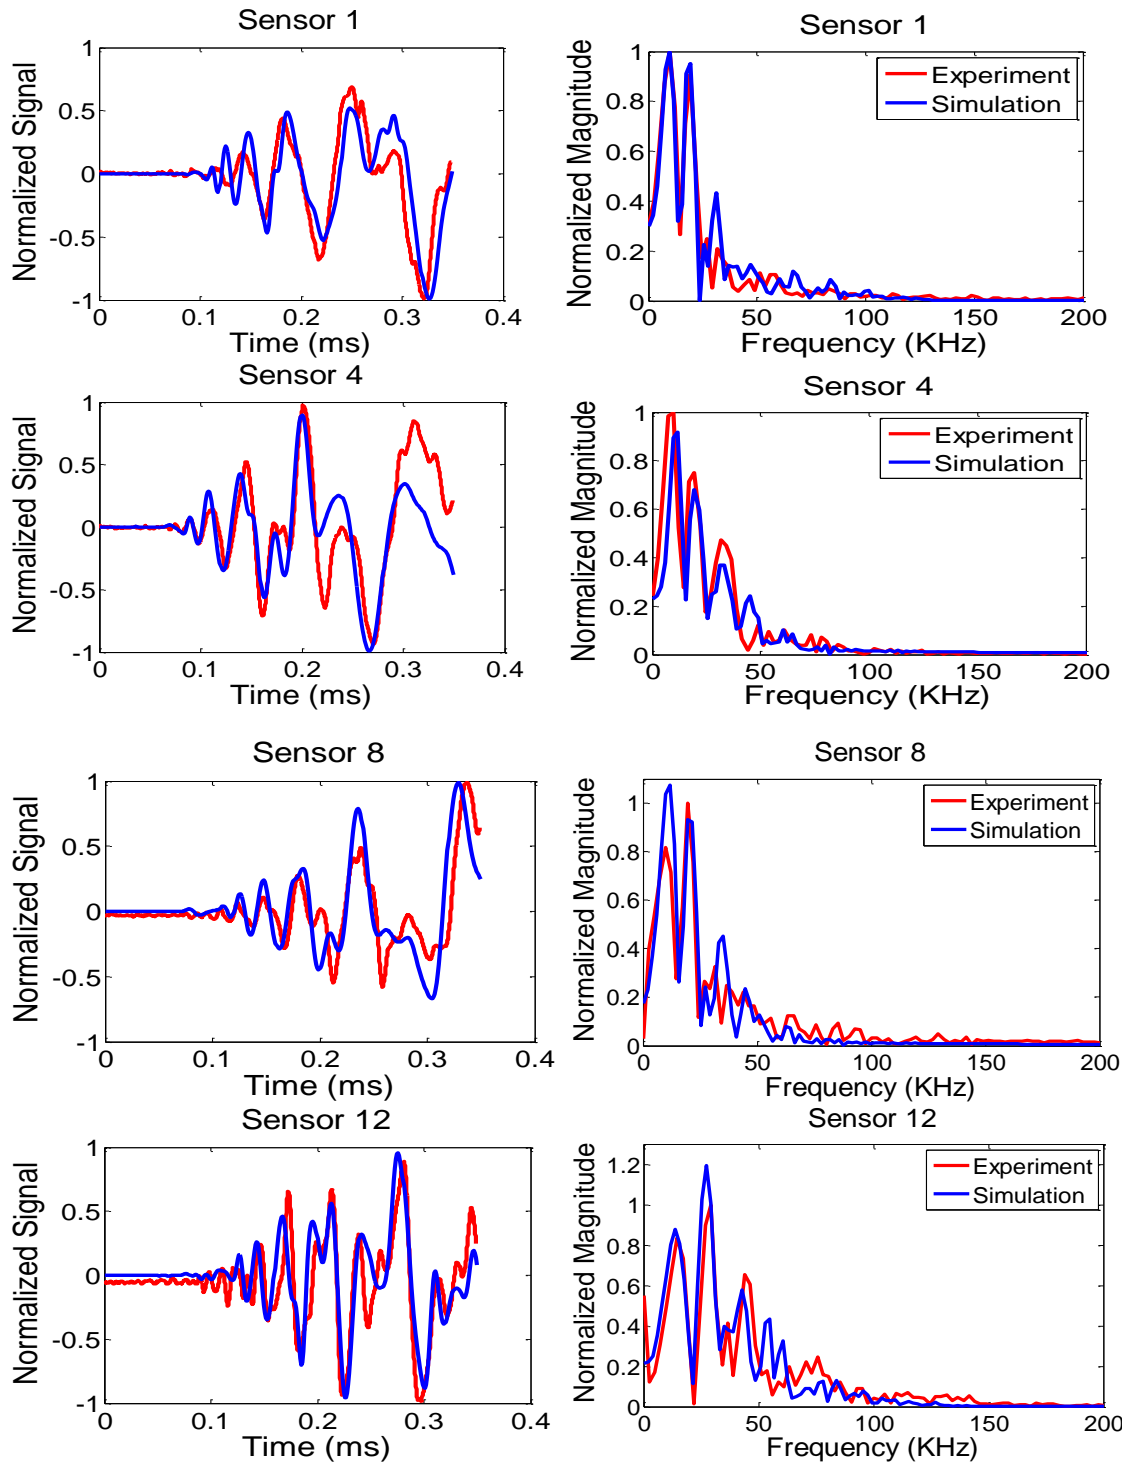 Sensor 1
Normalized Signal
1
0.5
0
-0.5
-1
0 0.1 0.2 0.3 0.4
Time (ms)
Sensor 1
Normalized Magnitude
1
0.8
0.6
0.4
0.2
0
0 50 100 150 200
Frequency (KHz)
Experiment
Simulation
Sensor 4
Normalized Signal
1
0.5
0
-0.5
-1
0 0.1 0.2 0.3 0.4
Time (ms)
Sensor 4
Normalized Magnitude
1
0.8
0.6
0.4
0.2
0
0 50 100 150 200
Frequency (KHz)
Experiment
Simulation
Sensor 8
Normalized Signal
1
0.5
0
-0.5
-1
0 0.1 0.2 0.3 0.4
Time (ms)
Sensor 8
Normalized Magnitude
1
0.8
0.6
0.4
0.2
0
0 50 100 150 200
Frequency (KHz)
Experiment
Simulation
Sensor 12
Normalized Signal
1
0.5
0
-0.5
-1
0 0.1 0.2 0.3 0.4
Time (ms)
Sensor 12
Normalized Magnitude
1.2
1
0.8
0.6
0.4
0.2
0
0 50 100 150 200
Frequency (KHz)
Experiment
Simulation